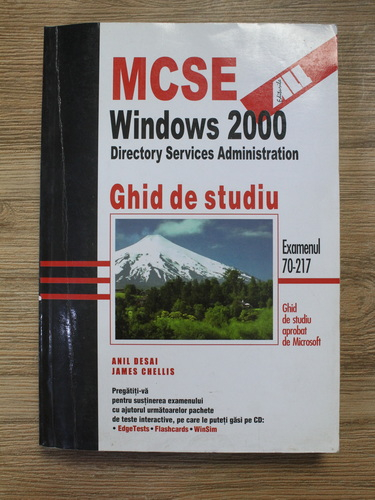 MCSE
Editura ALL
Windows 2000
Directory Services Administration
Ghid de studiu
Examenul
70-217
Ghid
de studiu
aprobat
de Microsoft
ANIL DESAI
JAMES CHELLIS
Pregătiți-vă
pentru susținerea examenului
cu ajutorul următoarelor pachete
de teste interactive, pe care le puteți găsi pe CD:
• EdgeTests • Flashcards • WinSim